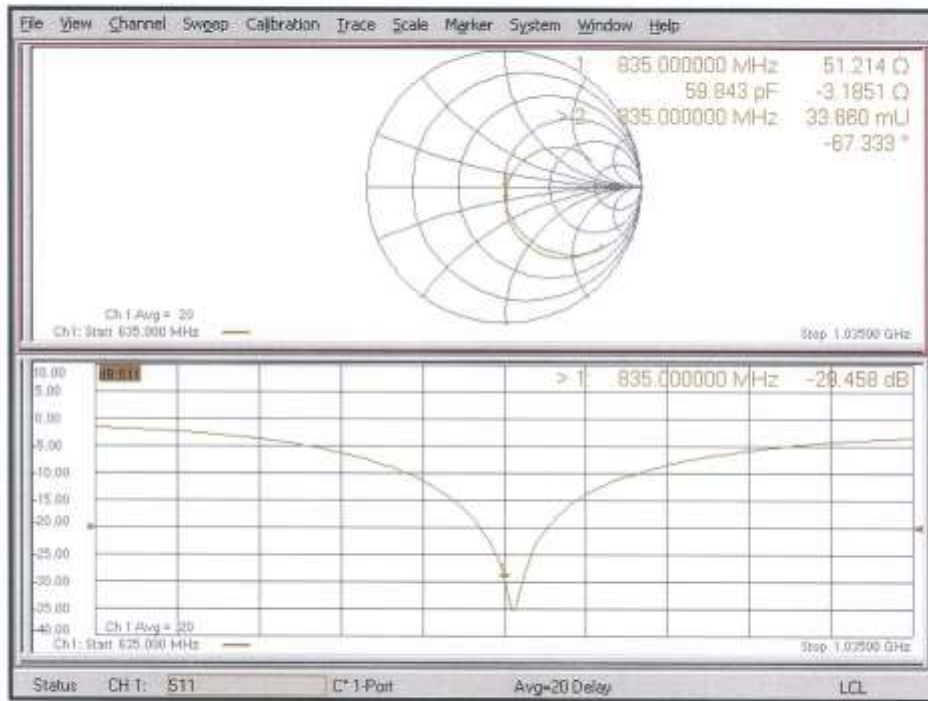 File View Channel Sweep Calibration Trace Scale Marker System Window Help
1: 835.000000 MHz 51.214 Ω
59.843 pF -3.1851 Ω
> 2: 835.000000 MHz 33.660 mU
-67.333 °
Ch 1 Avg = 20
Ch1: Start 635.000 MHz
Stop 1.03500 GHz
10.00
5.00
0.00
-5.00
-10.00
-15.00
-20.00
-25.00
-30.00
-35.00
-40.00
dB S11
> 1: 835.000000 MHz -29.458 dB
Ch 1 Avg = 20
Ch1: Start 635.000 MHz
Stop 1.03500 GHz
Status CH 1: S11 C* 1-Port Avg=20 Delay LCL